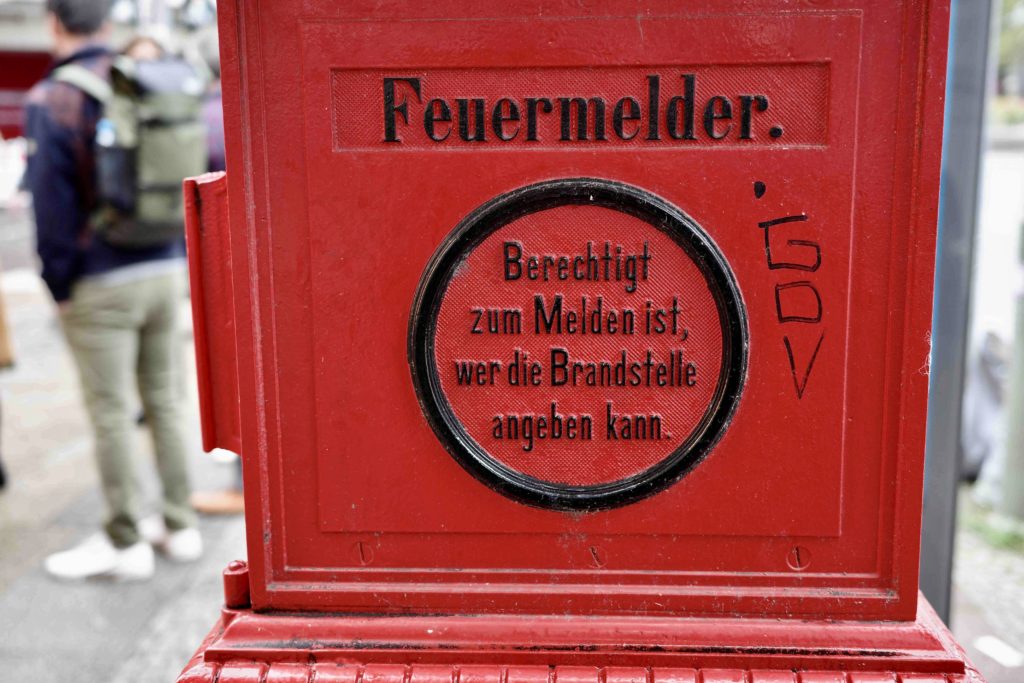 Feuermelder.
Berechtigt
zum Melden ist,
wer die Brandstelle
angeben kann.
GDV